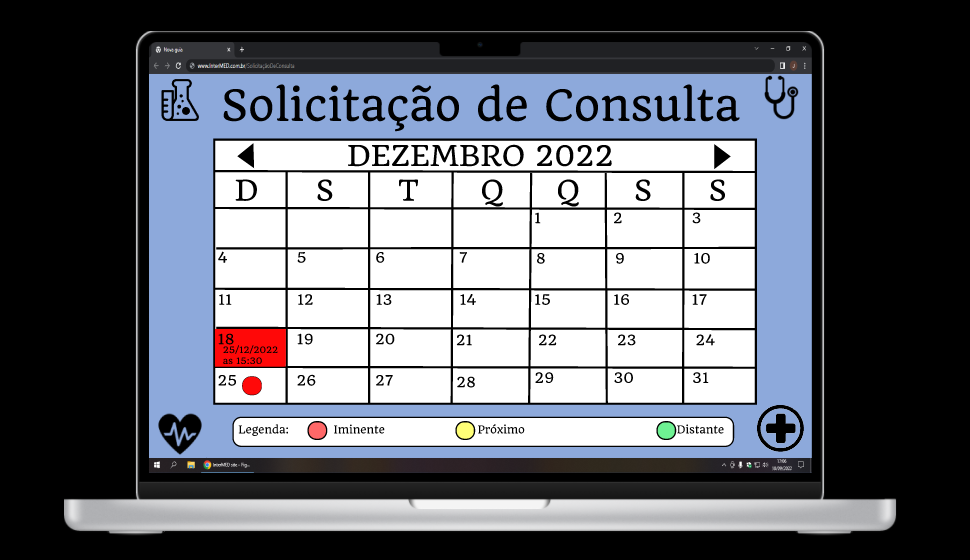 Nova guia
www.InterMED.com.br/SolicitaçãoDeConsulta
Solicitação de Consulta
DEZEMBRO 2022
D S T Q Q S S
1 2 3
4 5 6 7 8 9 10
11 12 13 14 15 16 17
18 19 20 21 22 23 24
25/12/2022
as 15:30
25 26 27 28 29 30 31
Legenda: Iminente Próximo Distante
InterMED site – Fig...
17:00
18/09/2022